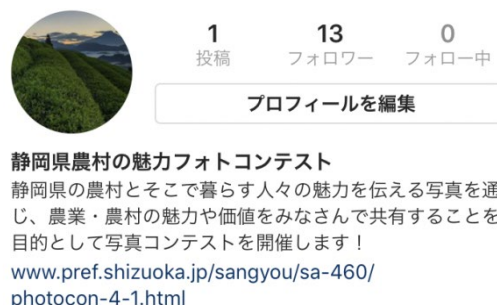 1 13 0
投稿 フォロワー フォロー中
プロフィールを編集
静岡県農村の魅力フォトコンテスト
静岡県の農村とそこで暮らす人々の魅力を伝える写真を通
じ、農業・農村の魅力や価値をみなさんで共有することを
目的として写真コンテストを開催します！
www.pref.shizuoka.jp/sangyou/sa-460/
photocon-4-1.html